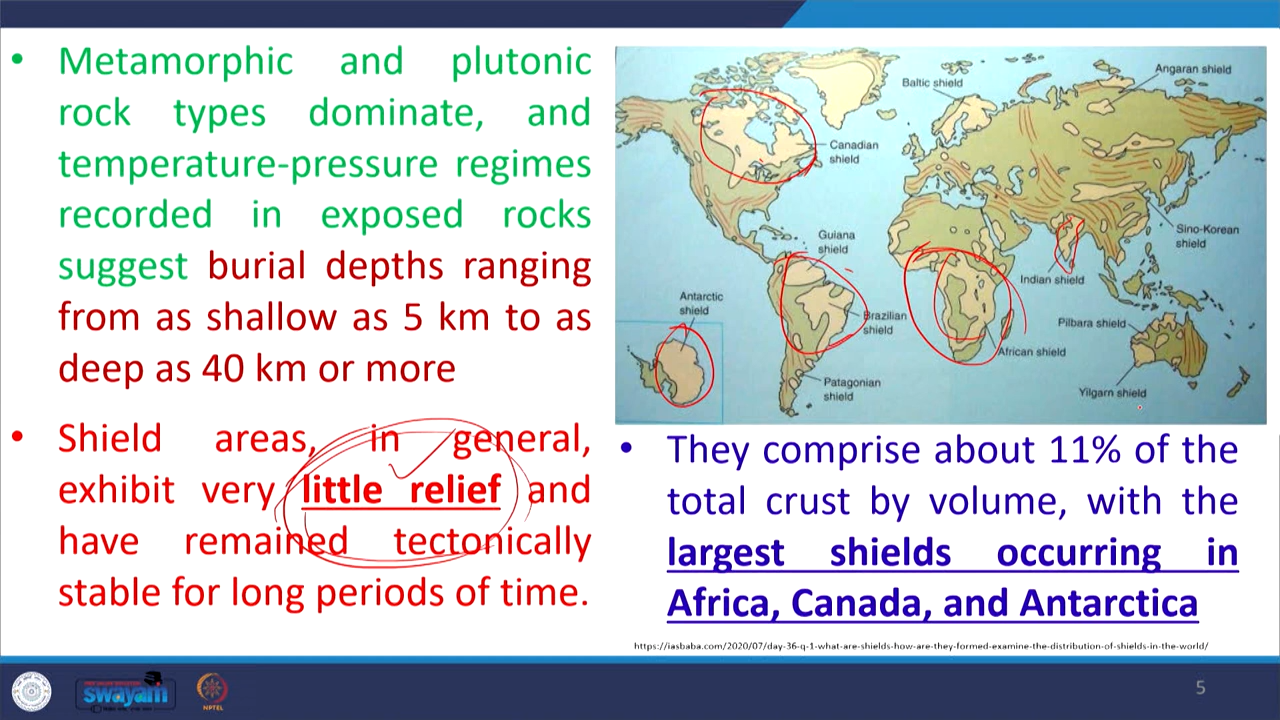 • Metamorphic and plutonic
rock types dominate, and
temperature-pressure regimes
recorded in exposed rocks
suggest burial depths ranging
from as shallow as 5 km to as
deep as 40 km or more
• Shield areas, in general,
exhibit very little relief and
have remained tectonically
stable for long periods of time.
Angaran shield
Baltic shield
Canadian
shield
Guiana
shield
Sino-Korean
shield
Indian shield
Antarctic
shield
Brazilian
shield
Pilbara shield
African shield
Patagonian
shield
Yilgarn shield
• They comprise about 11% of the
total crust by volume, with the
largest shields occurring in
Africa, Canada, and Antarctica
https://iasbaba.com/2020/07/day-36-q-1-what-are-shields-how-are-they-formed-examine-the-distribution-of-shields-in-the-world/
swayam
NPTEL
5